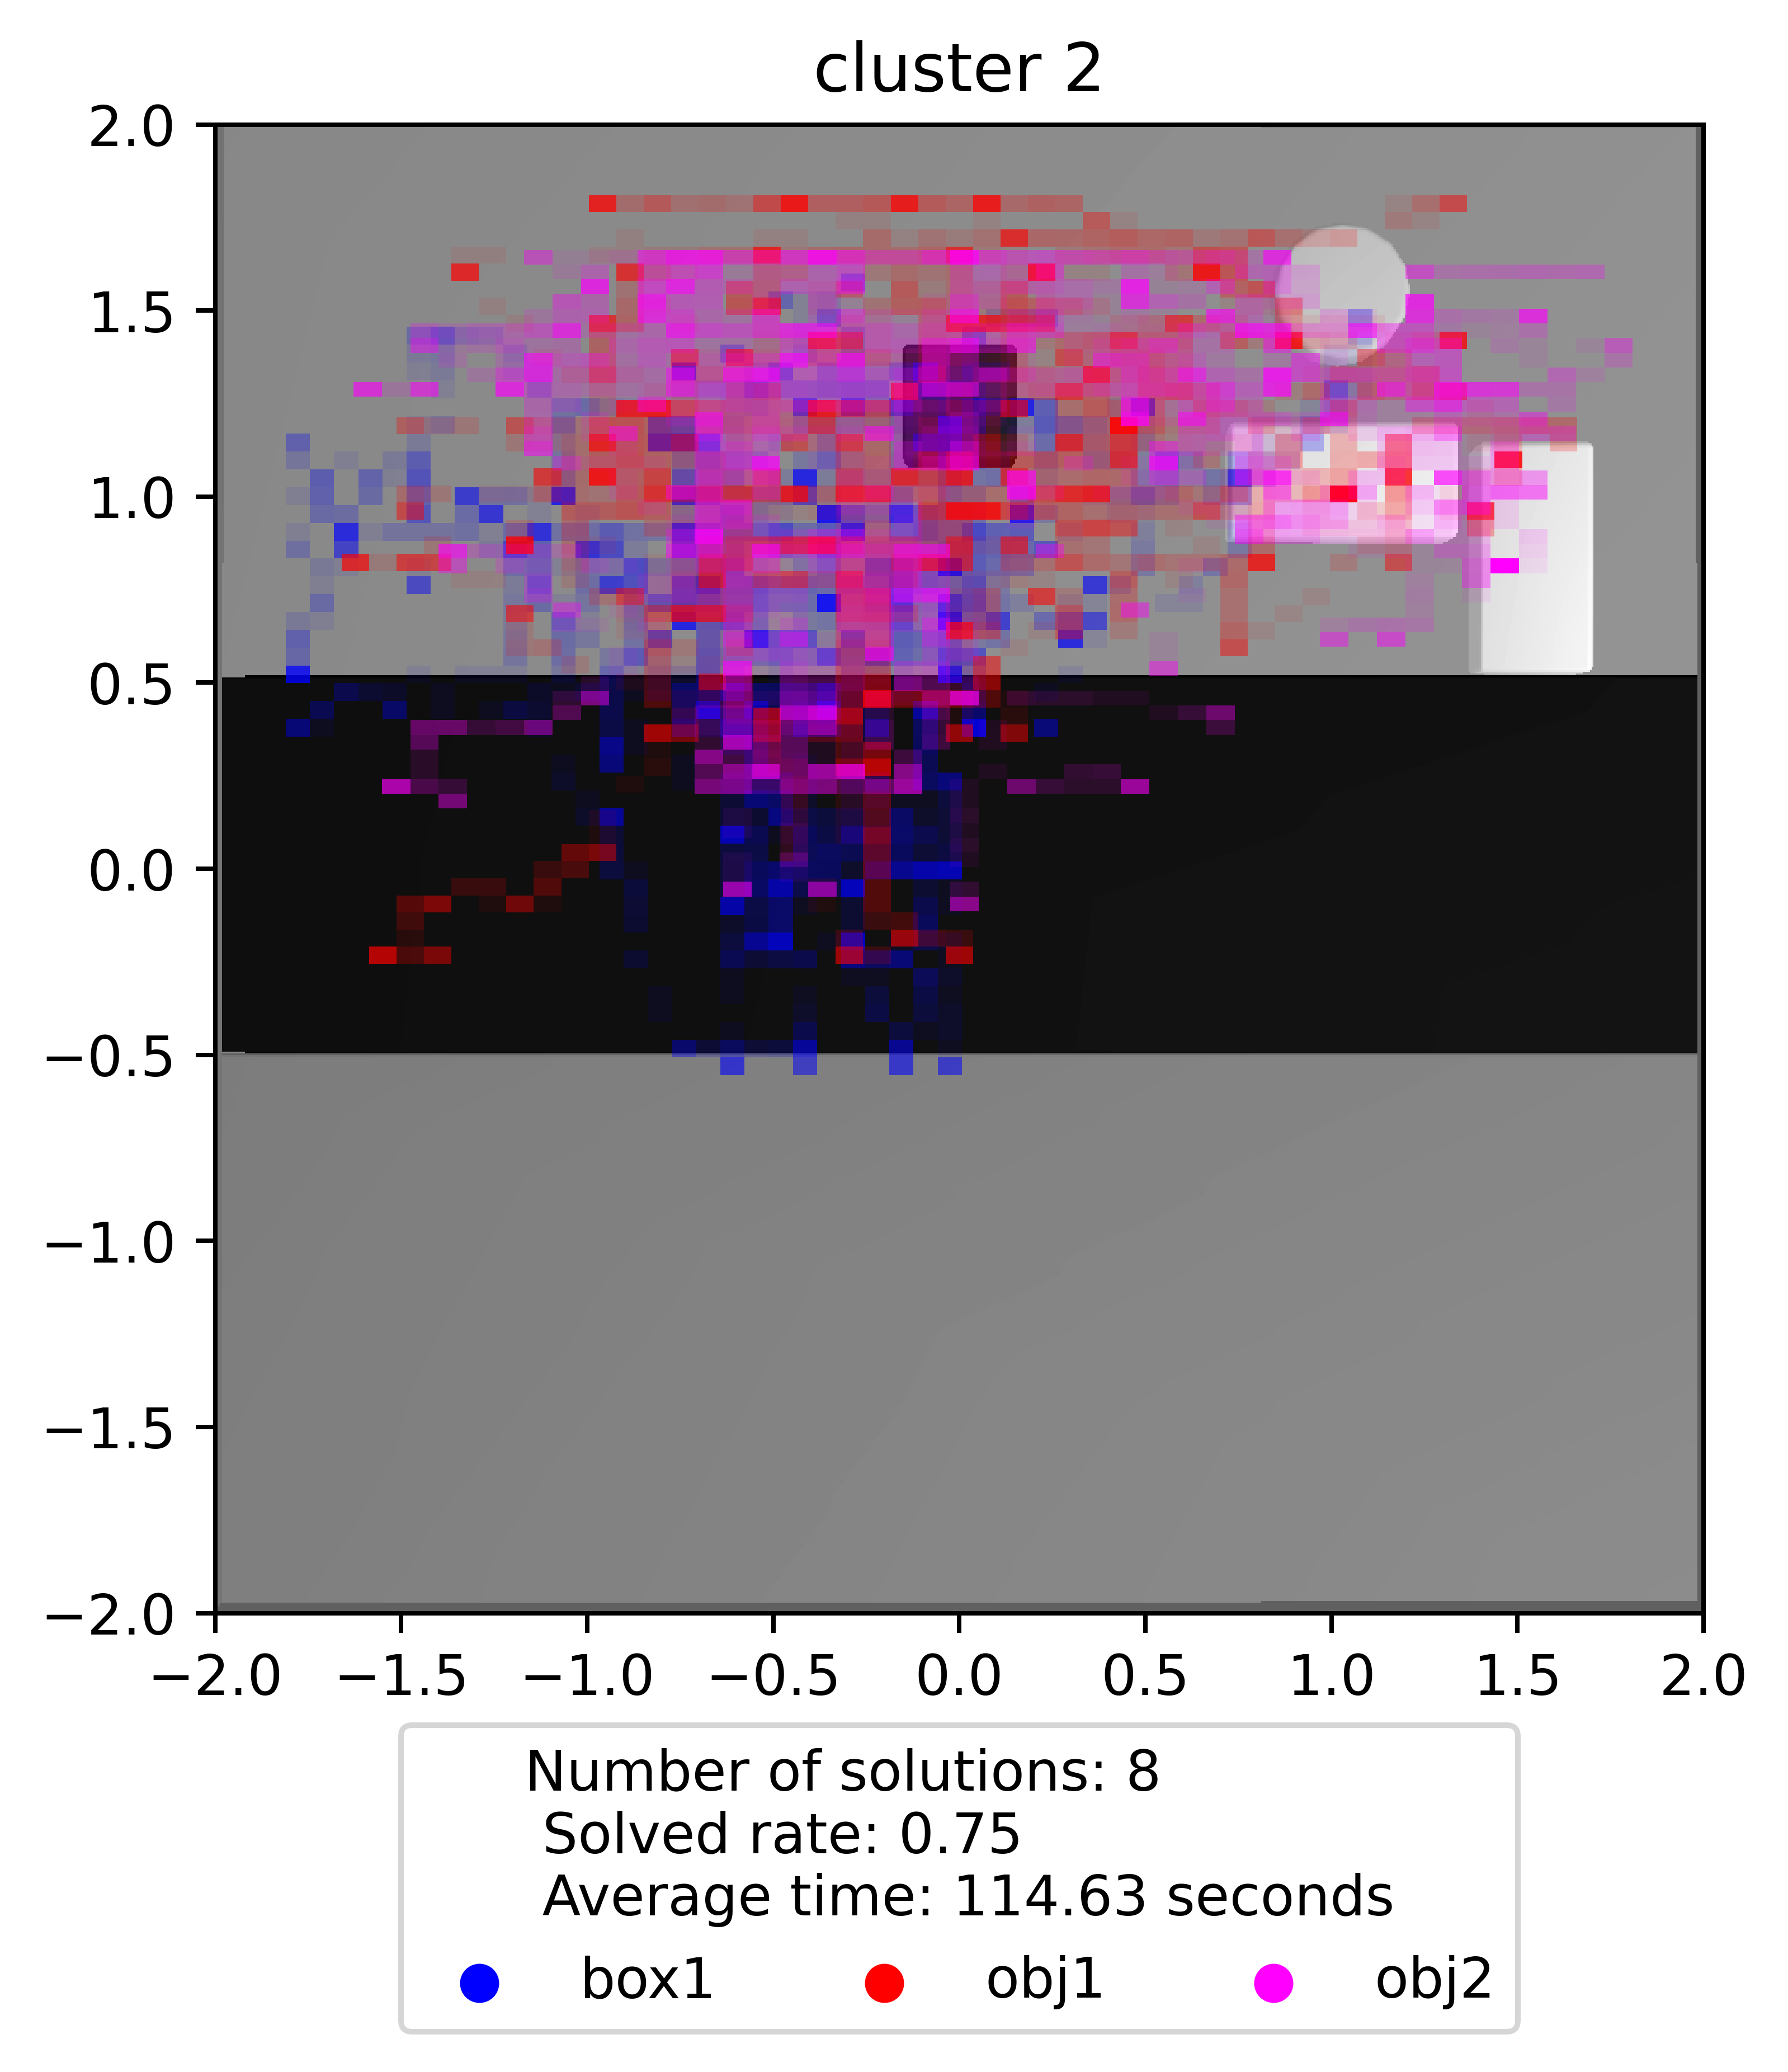 cluster 2
2.0
1.5
1.0
0.5
0.0
−0.5
−1.0
−1.5
−2.0
−2.0 −1.5 −1.0 −0.5 0.0 0.5 1.0 1.5 2.0
Number of solutions: 8
Solved rate: 0.75
Average time: 114.63 seconds
box1 obj1 obj2